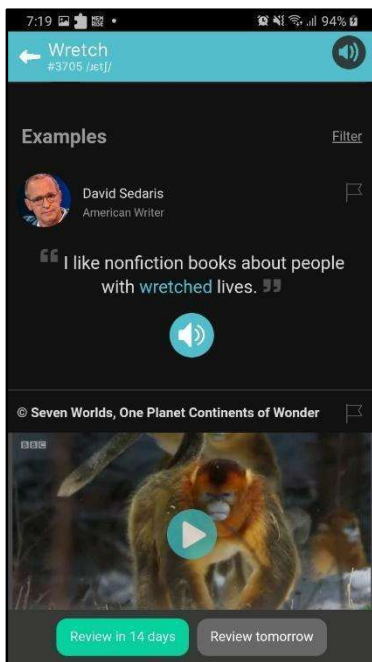 7:19 94%
Wretch
#3705 /ɹɛtʃ/
Examples Filter
David Sedaris
American Writer
“ I like nonfiction books about people
with wretched lives. ”
© Seven Worlds, One Planet Continents of Wonder
BBC
Review in 14 days Review tomorrow